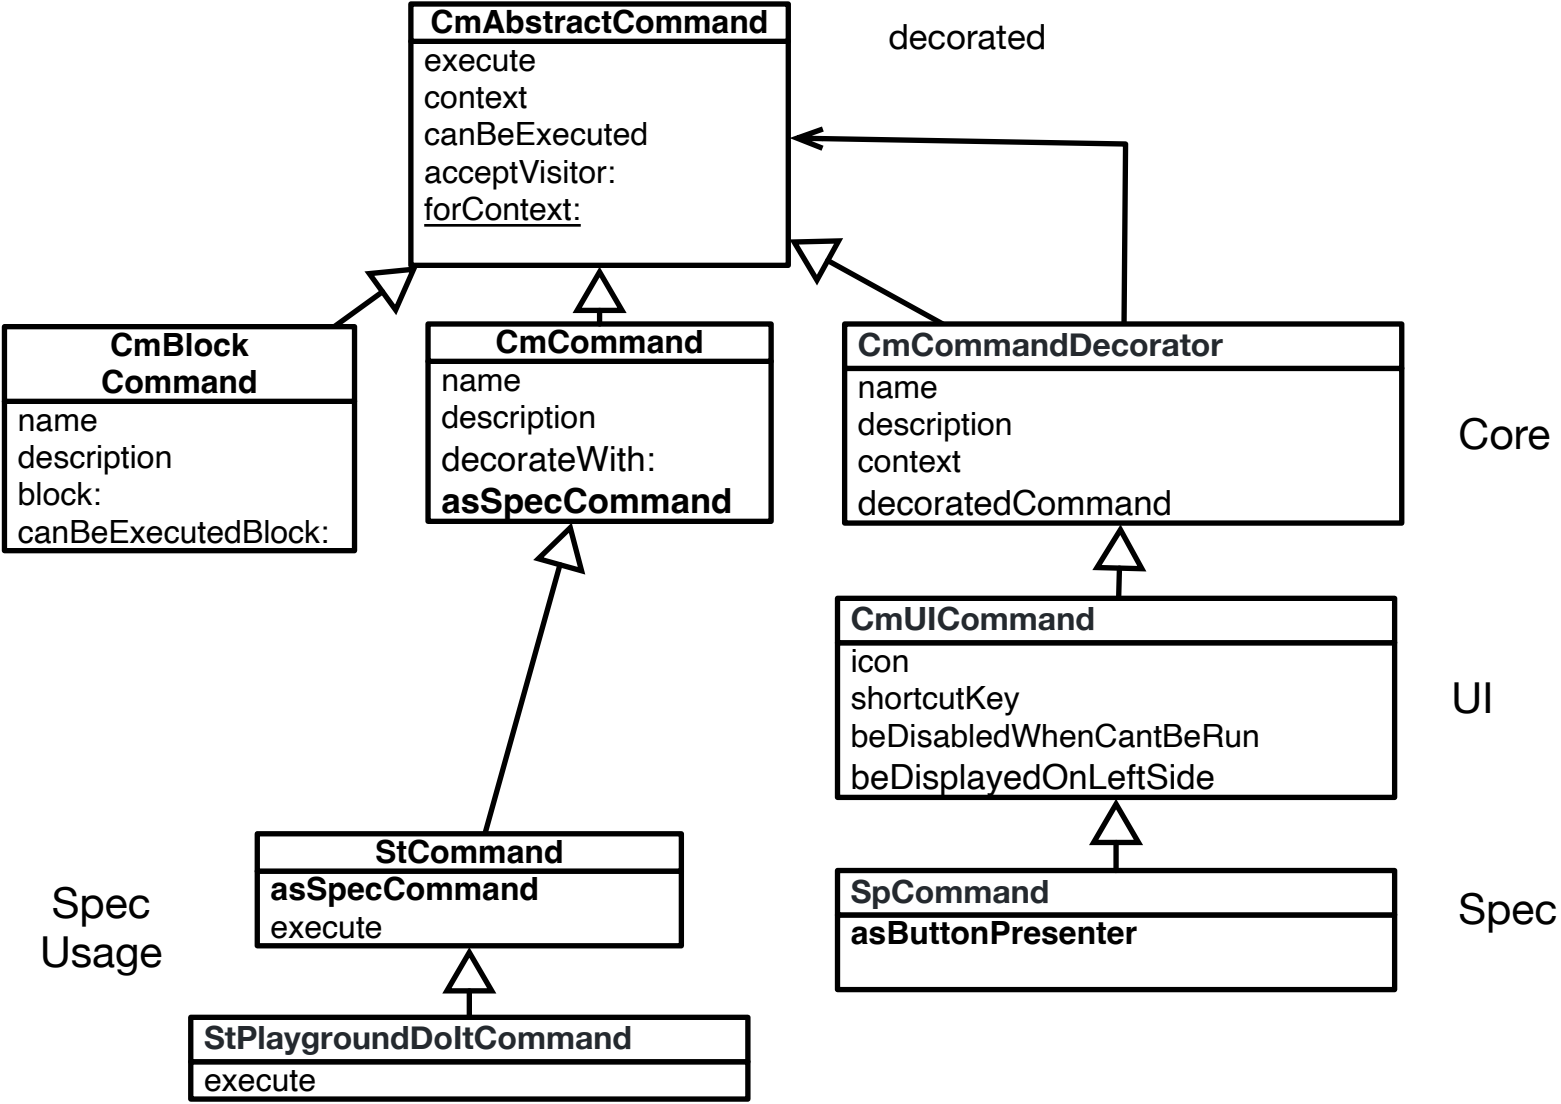 CmAbstractCommand
execute
context
canBeExecuted
acceptVisitor:
forContext:
decorated
CmBlock
Command
name
description
block:
canBeExecutedBlock:
CmCommand
name
description
decorateWith:
asSpecCommand
CmCommandDecorator
name
description
context
decoratedCommand
Core
CmUICommand
icon
shortcutKey
beDisabledWhenCantBeRun
beDisplayedOnLeftSide
UI
StCommand
asSpecCommand
execute
Spec
Usage
SpCommand
asButtonPresenter
Spec
StPlaygroundDoItCommand
execute